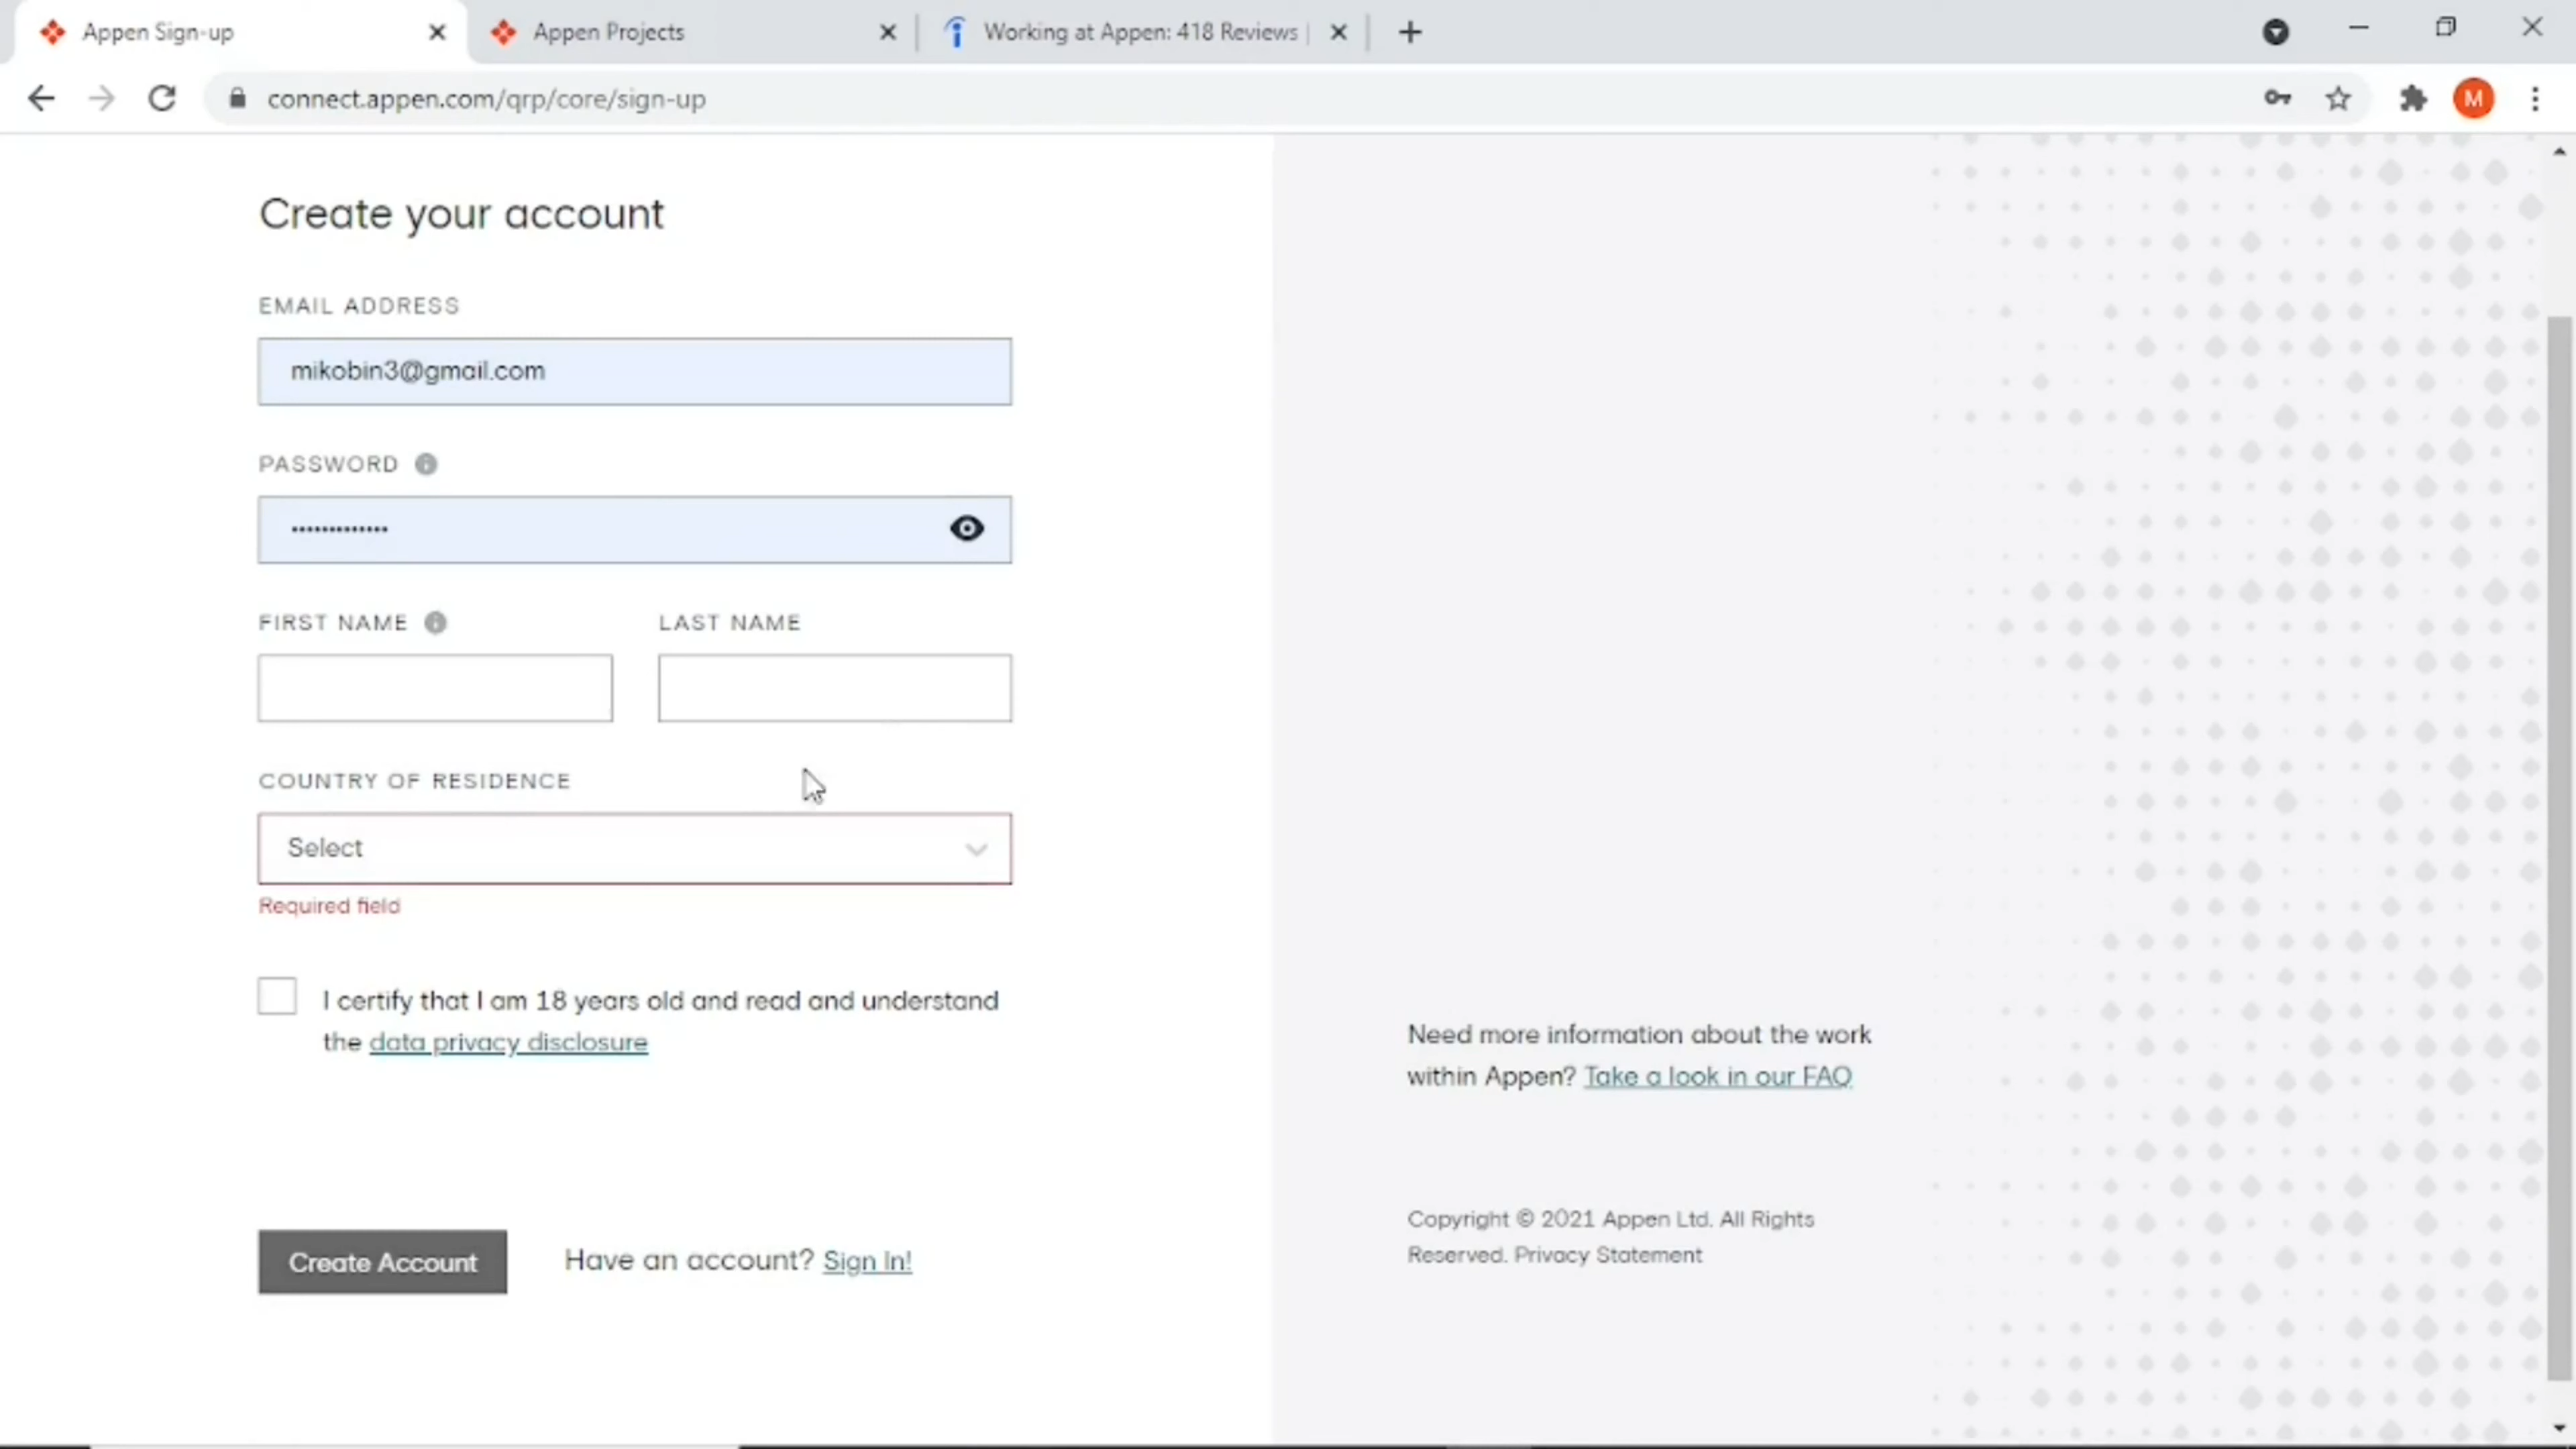 Appen Sign-up
Appen Projects
Working at Appen: 418 Reviews |
connect.appen.com/qrp/core/sign-up
M
Create your account
EMAIL ADDRESS
mikobin3@gmail.com
PASSWORD
•••••••••••••
FIRST NAME
LAST NAME
COUNTRY OF RESIDENCE
Select
Required field
I certify that I am 18 years old and read and understand
the data privacy disclosure
Create Account
Have an account? Sign In!
Need more information about the work
within Appen? Take a look in our FAQ
Copyright © 2021 Appen Ltd. All Rights
Reserved. Privacy Statement